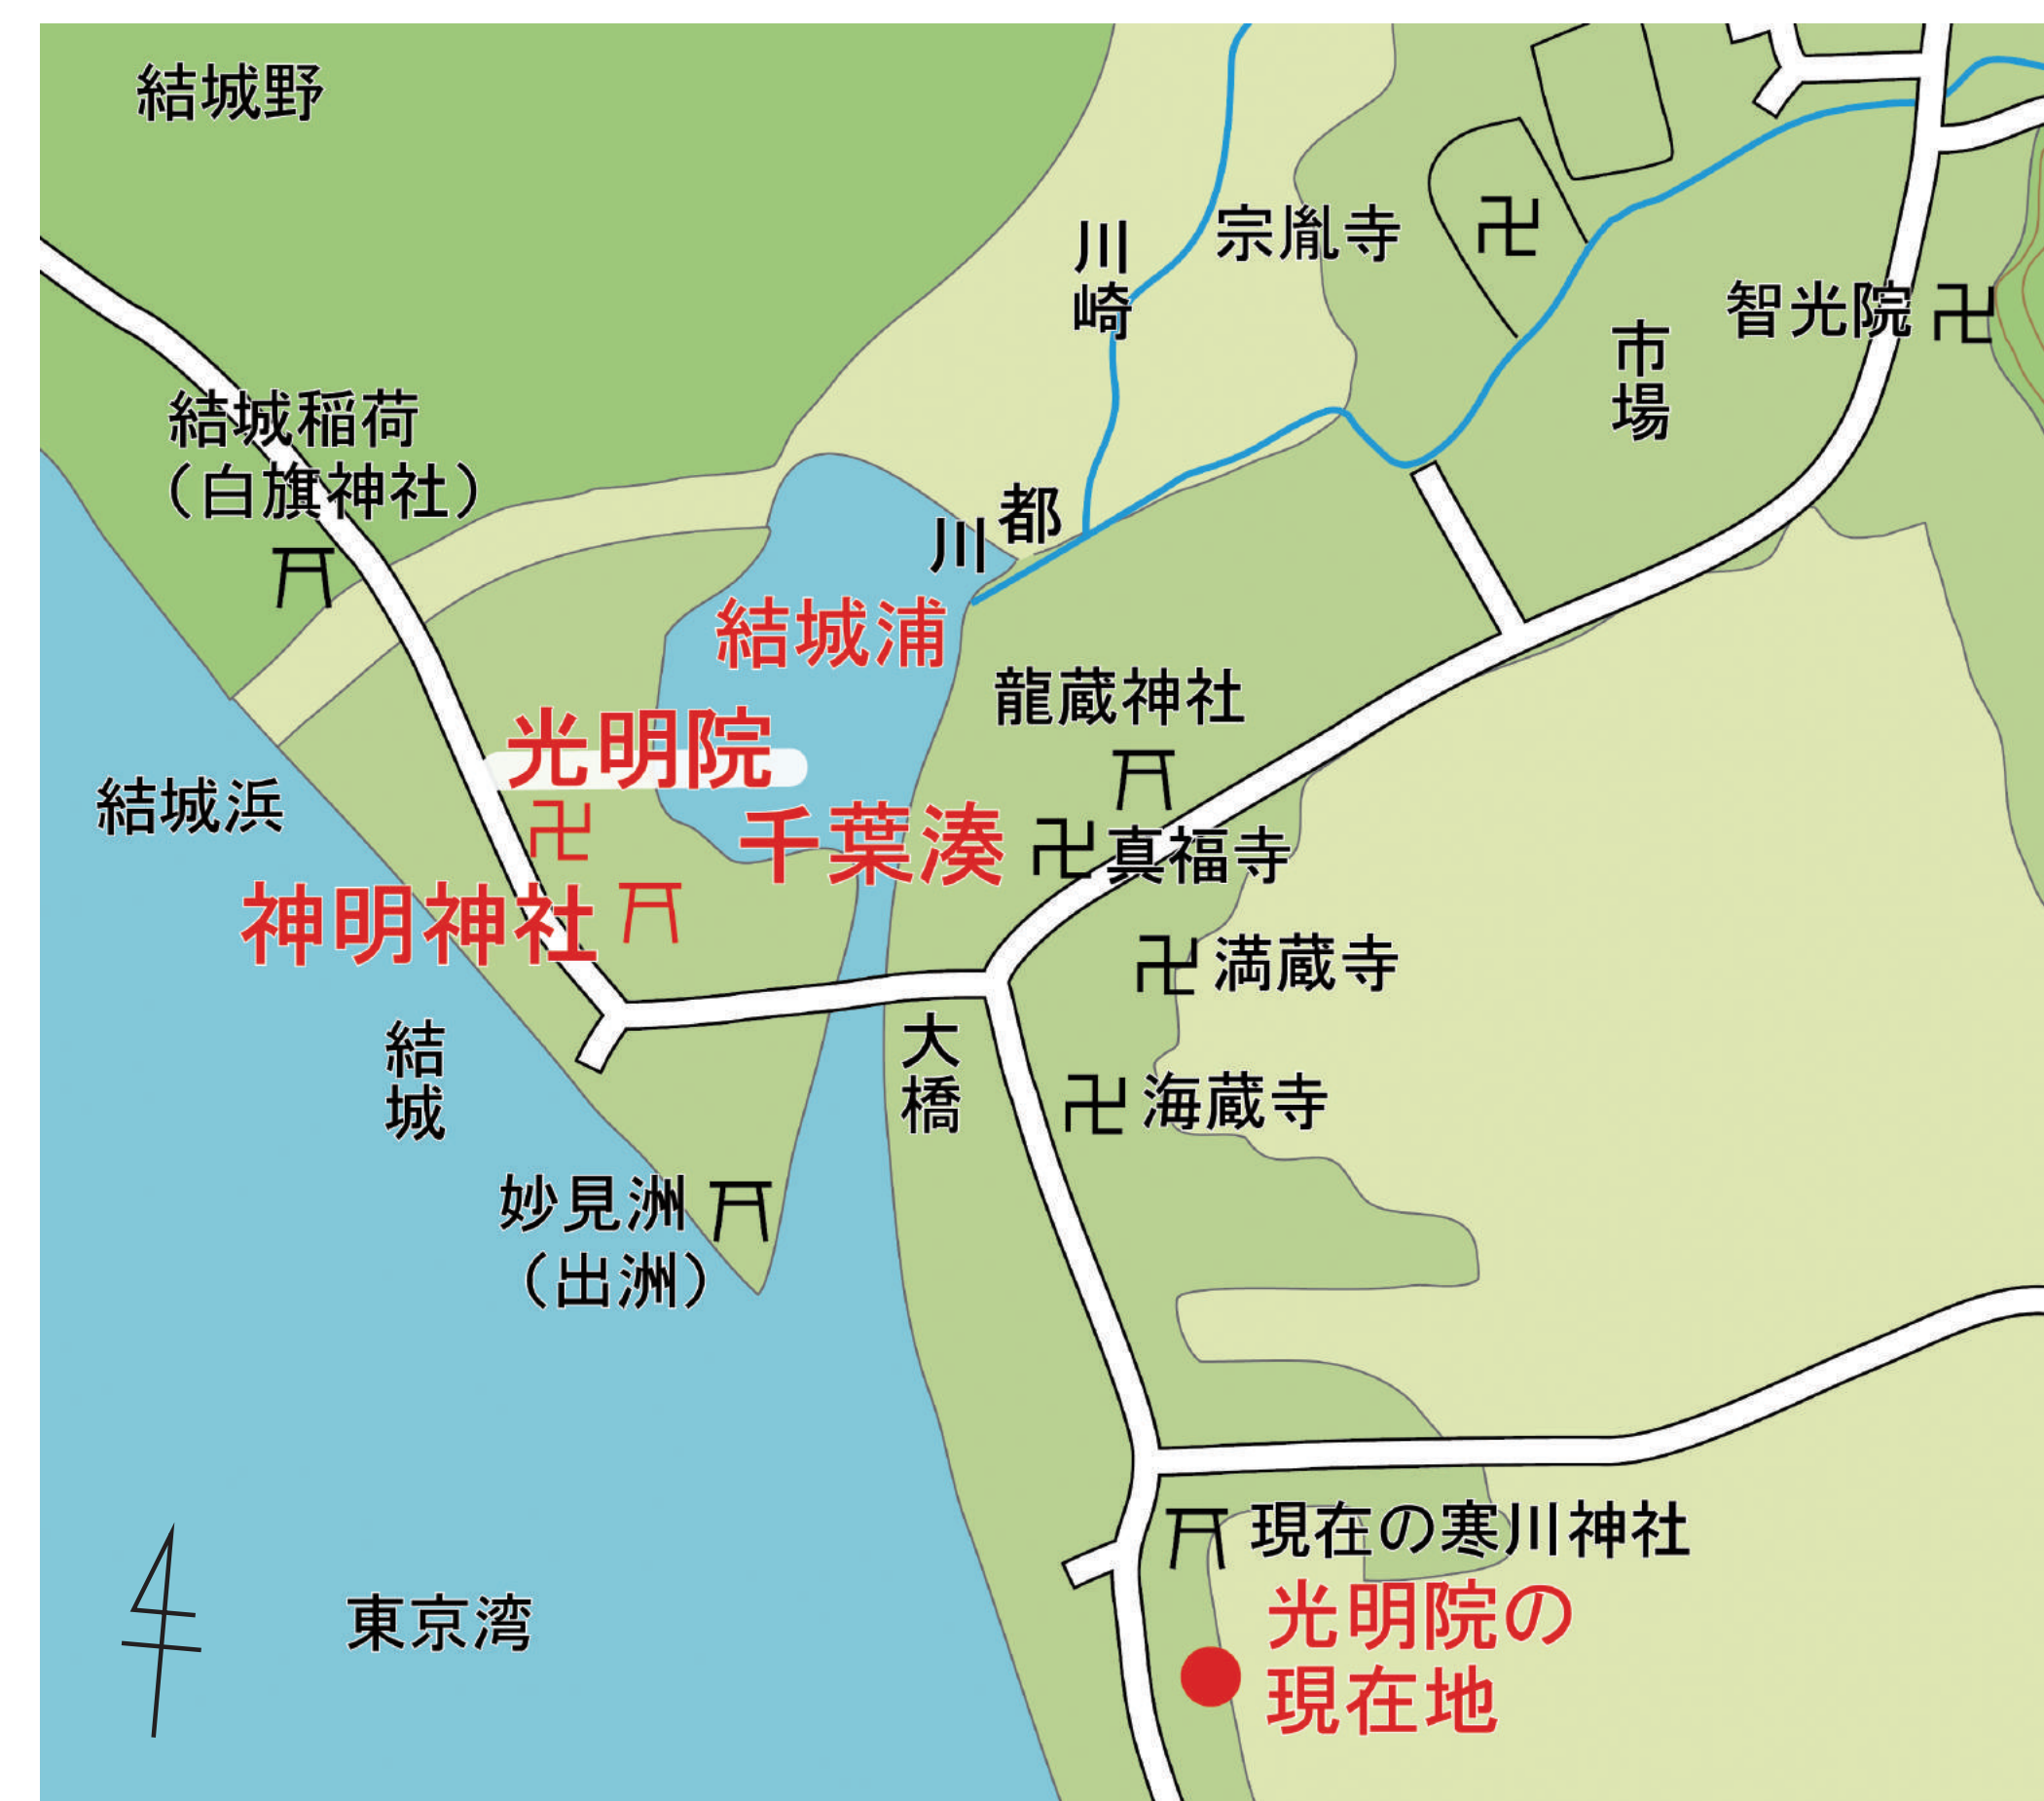 結城野
川崎
宗胤寺
卍
智光院
卍
市場
結城稲荷
（白旗神社）
都川
結城浦
龍蔵神社
光明院
卍
結城浜
千葉湊
卍
真福寺
神明神社
卍
満蔵寺
結城
大橋
卍
海蔵寺
妙見洲
（出洲）
現在の寒川神社
光明院の
現在地
東京湾